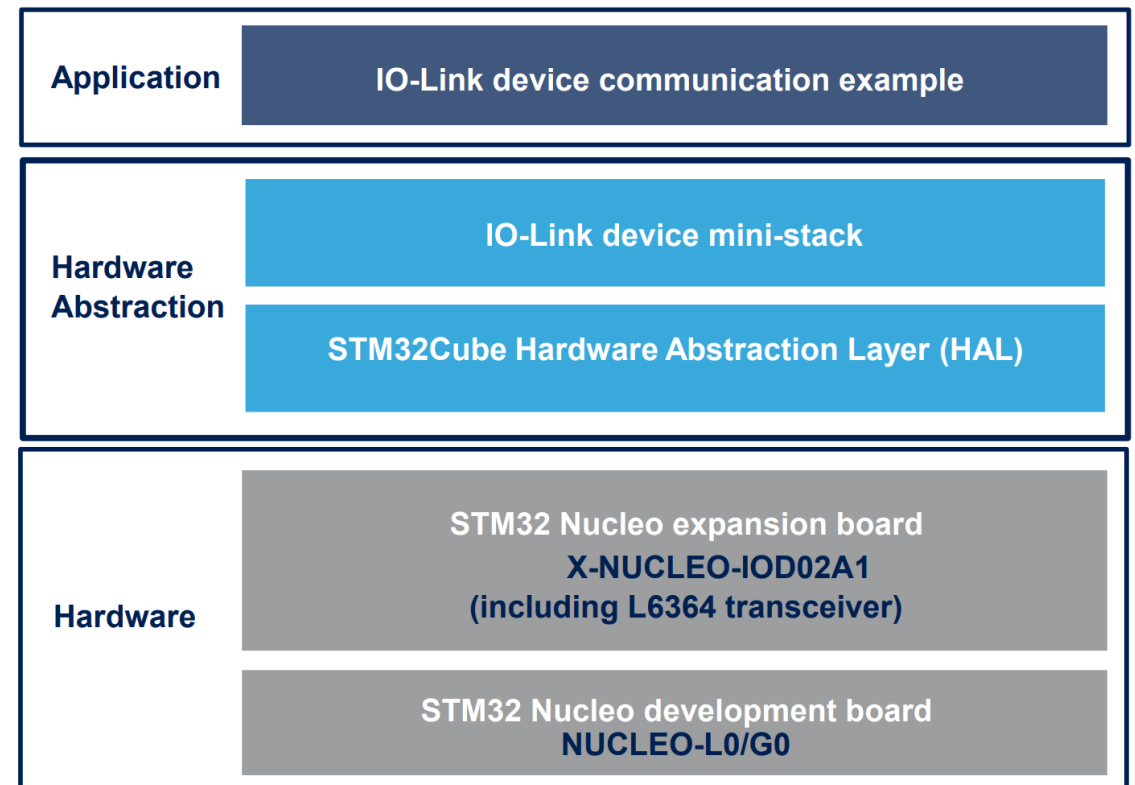 Application
IO-Link device communication example
Hardware
Abstraction
IO-Link device mini-stack
STM32Cube Hardware Abstraction Layer (HAL)
Hardware
STM32 Nucleo expansion board
X-NUCLEO-IOD02A1
(including L6364 transceiver)
STM32 Nucleo development board
NUCLEO-L0/G0